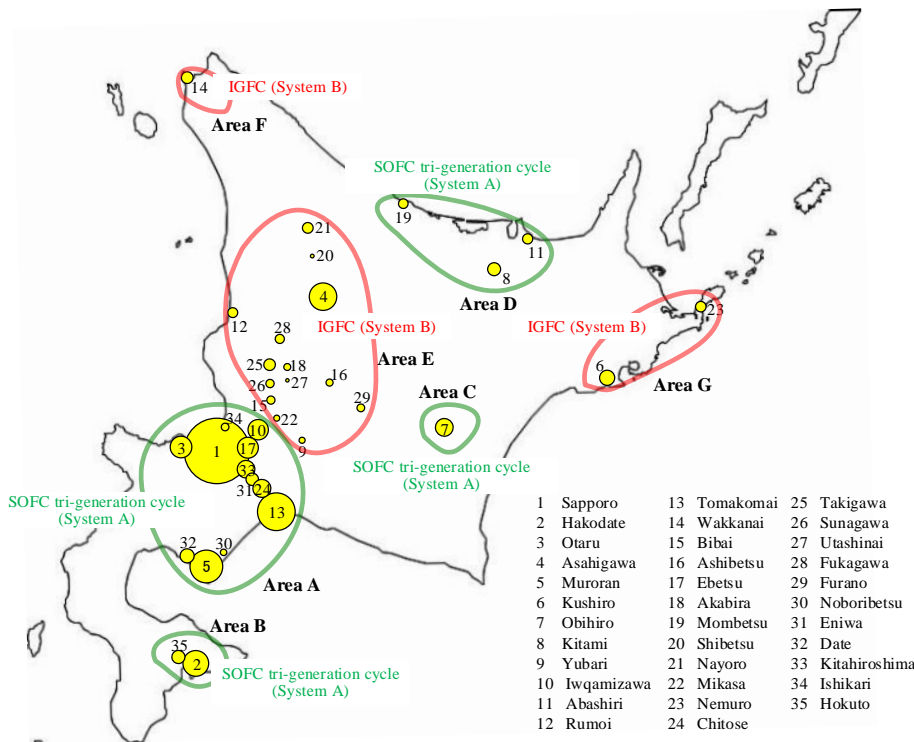 14
IGFC (System B)
Area F
SOFC tri-generation cycle
(System A)
19
11
8
Area D
21
20
4
IGFC (System B)
12
28
Area E
25
18
27
16
26
15
29
22
9
IGFC (System B)
23
6
Area G
Area C
7
SOFC tri-generation cycle
(System A)
34
10
3
1
17
33
31
24
13
SOFC tri-generation cycle
(System A)
32
30
5
Area A
Area B
35
2
SOFC tri-generation cycle
(System A)
1 Sapporo 13 Tomakomai 25 Takigawa
2 Hakodate 14 Wakkanai 26 Sunagawa
3 Otaru 15 Bibai 27 Utashinai
4 Asahigawa 16 Ashibetsu 28 Fukagawa
5 Muroran 17 Ebetsu 29 Furano
6 Kushiro 18 Akabira 30 Noboribetsu
7 Obihiro 19 Mombetsu 31 Eniwa
8 Kitami 20 Shibetsu 32 Date
9 Yubari 21 Nayoro 33 Kitahiroshima
10 Iwqamizawa 22 Mikasa 34 Ishikari
11 Abashiri 23 Nemuro 35 Hokuto
12 Rumoi 24 Chitose